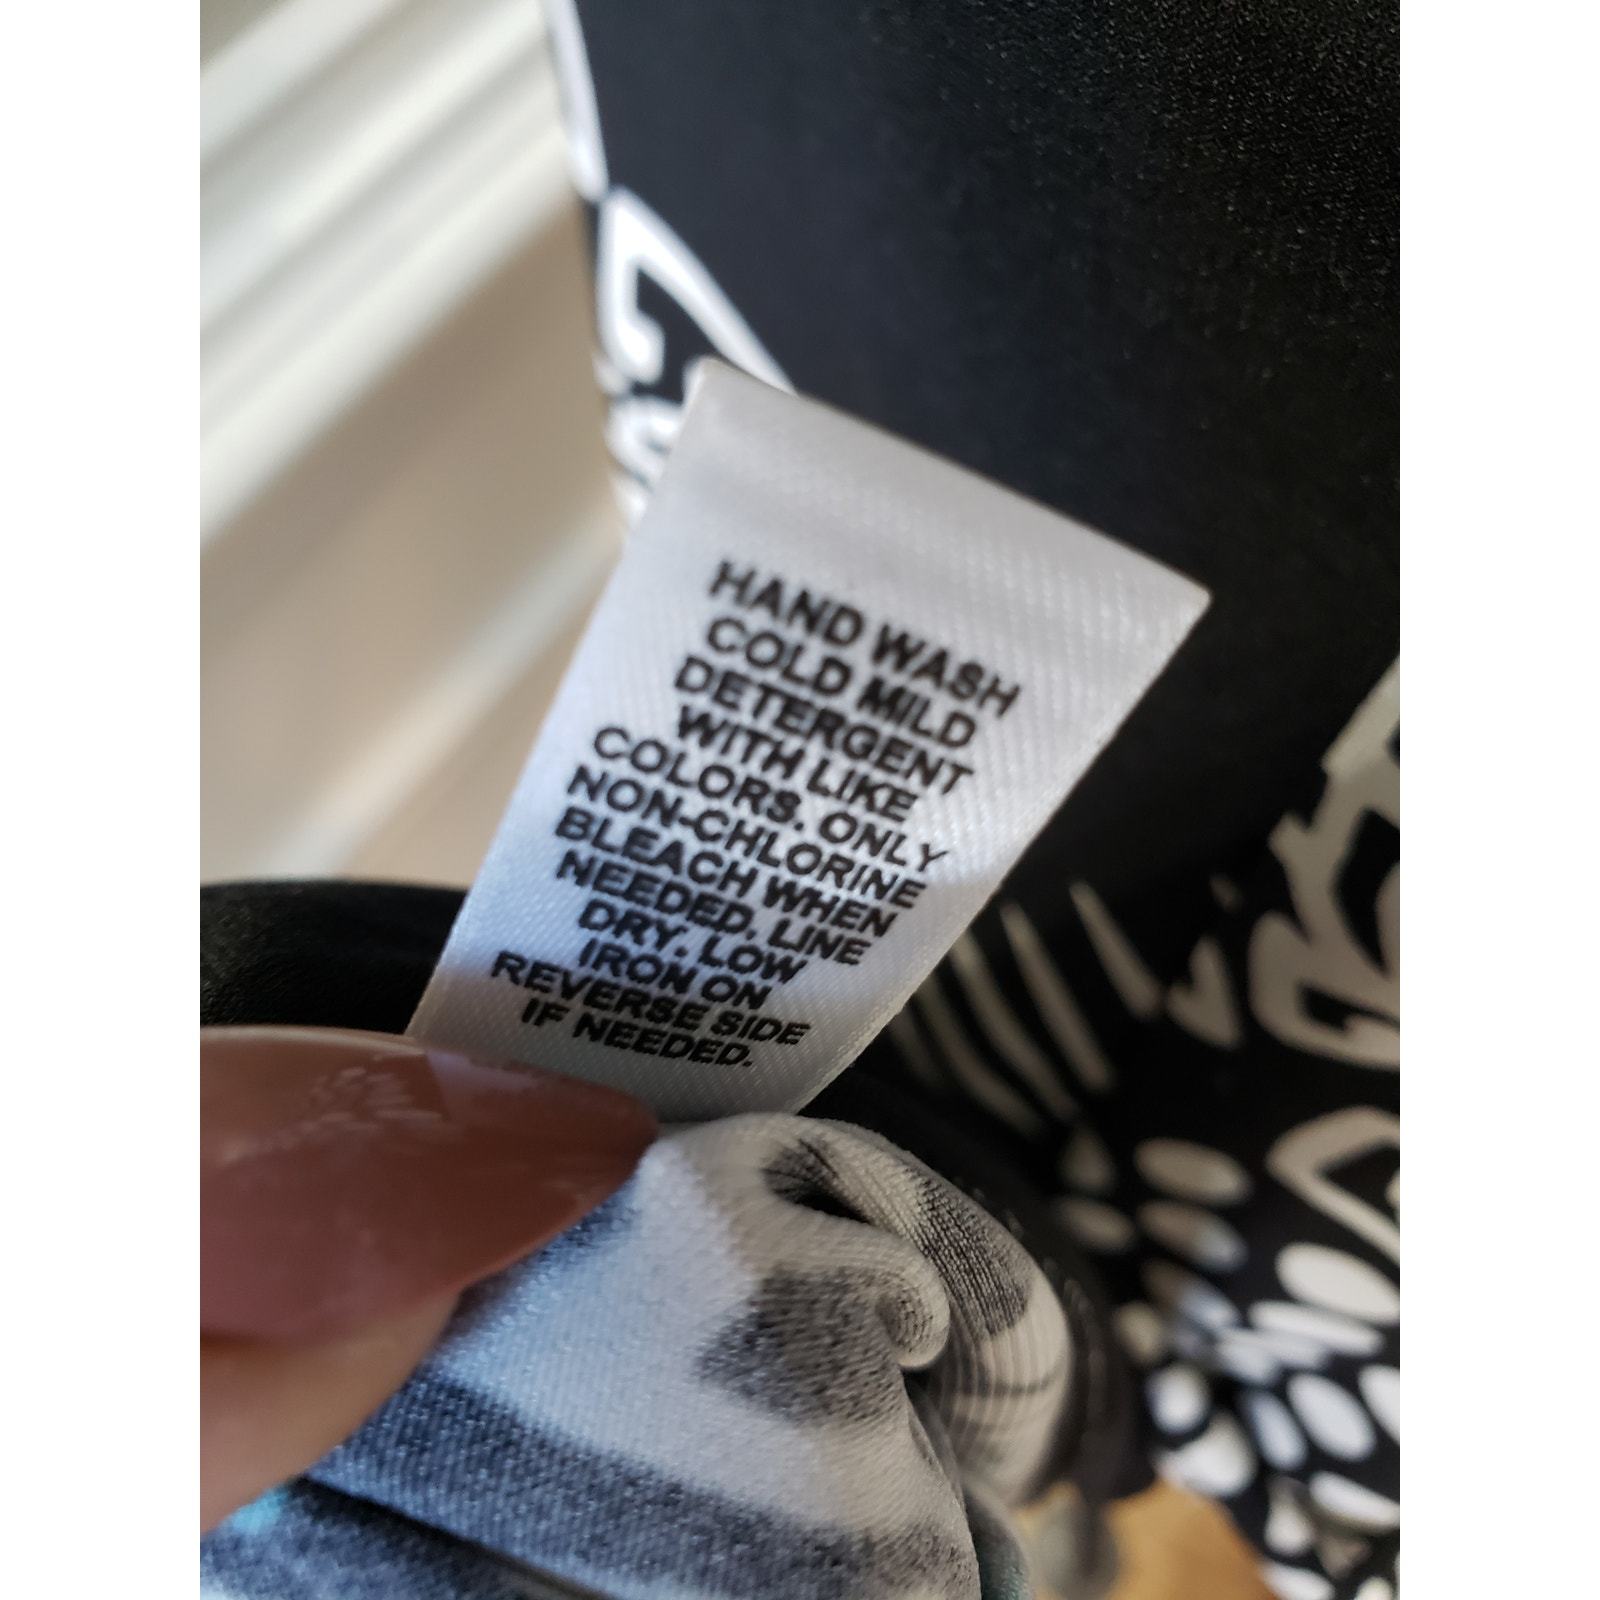 HAND WASH
COLD MILD
DETERGENT
WITH LIKE
COLORS. ONLY
NON-CHLORINE
BLEACH WHEN
NEEDED. LINE
DRY. LOW
IRON ON
REVERSE SIDE
IF NEEDED.